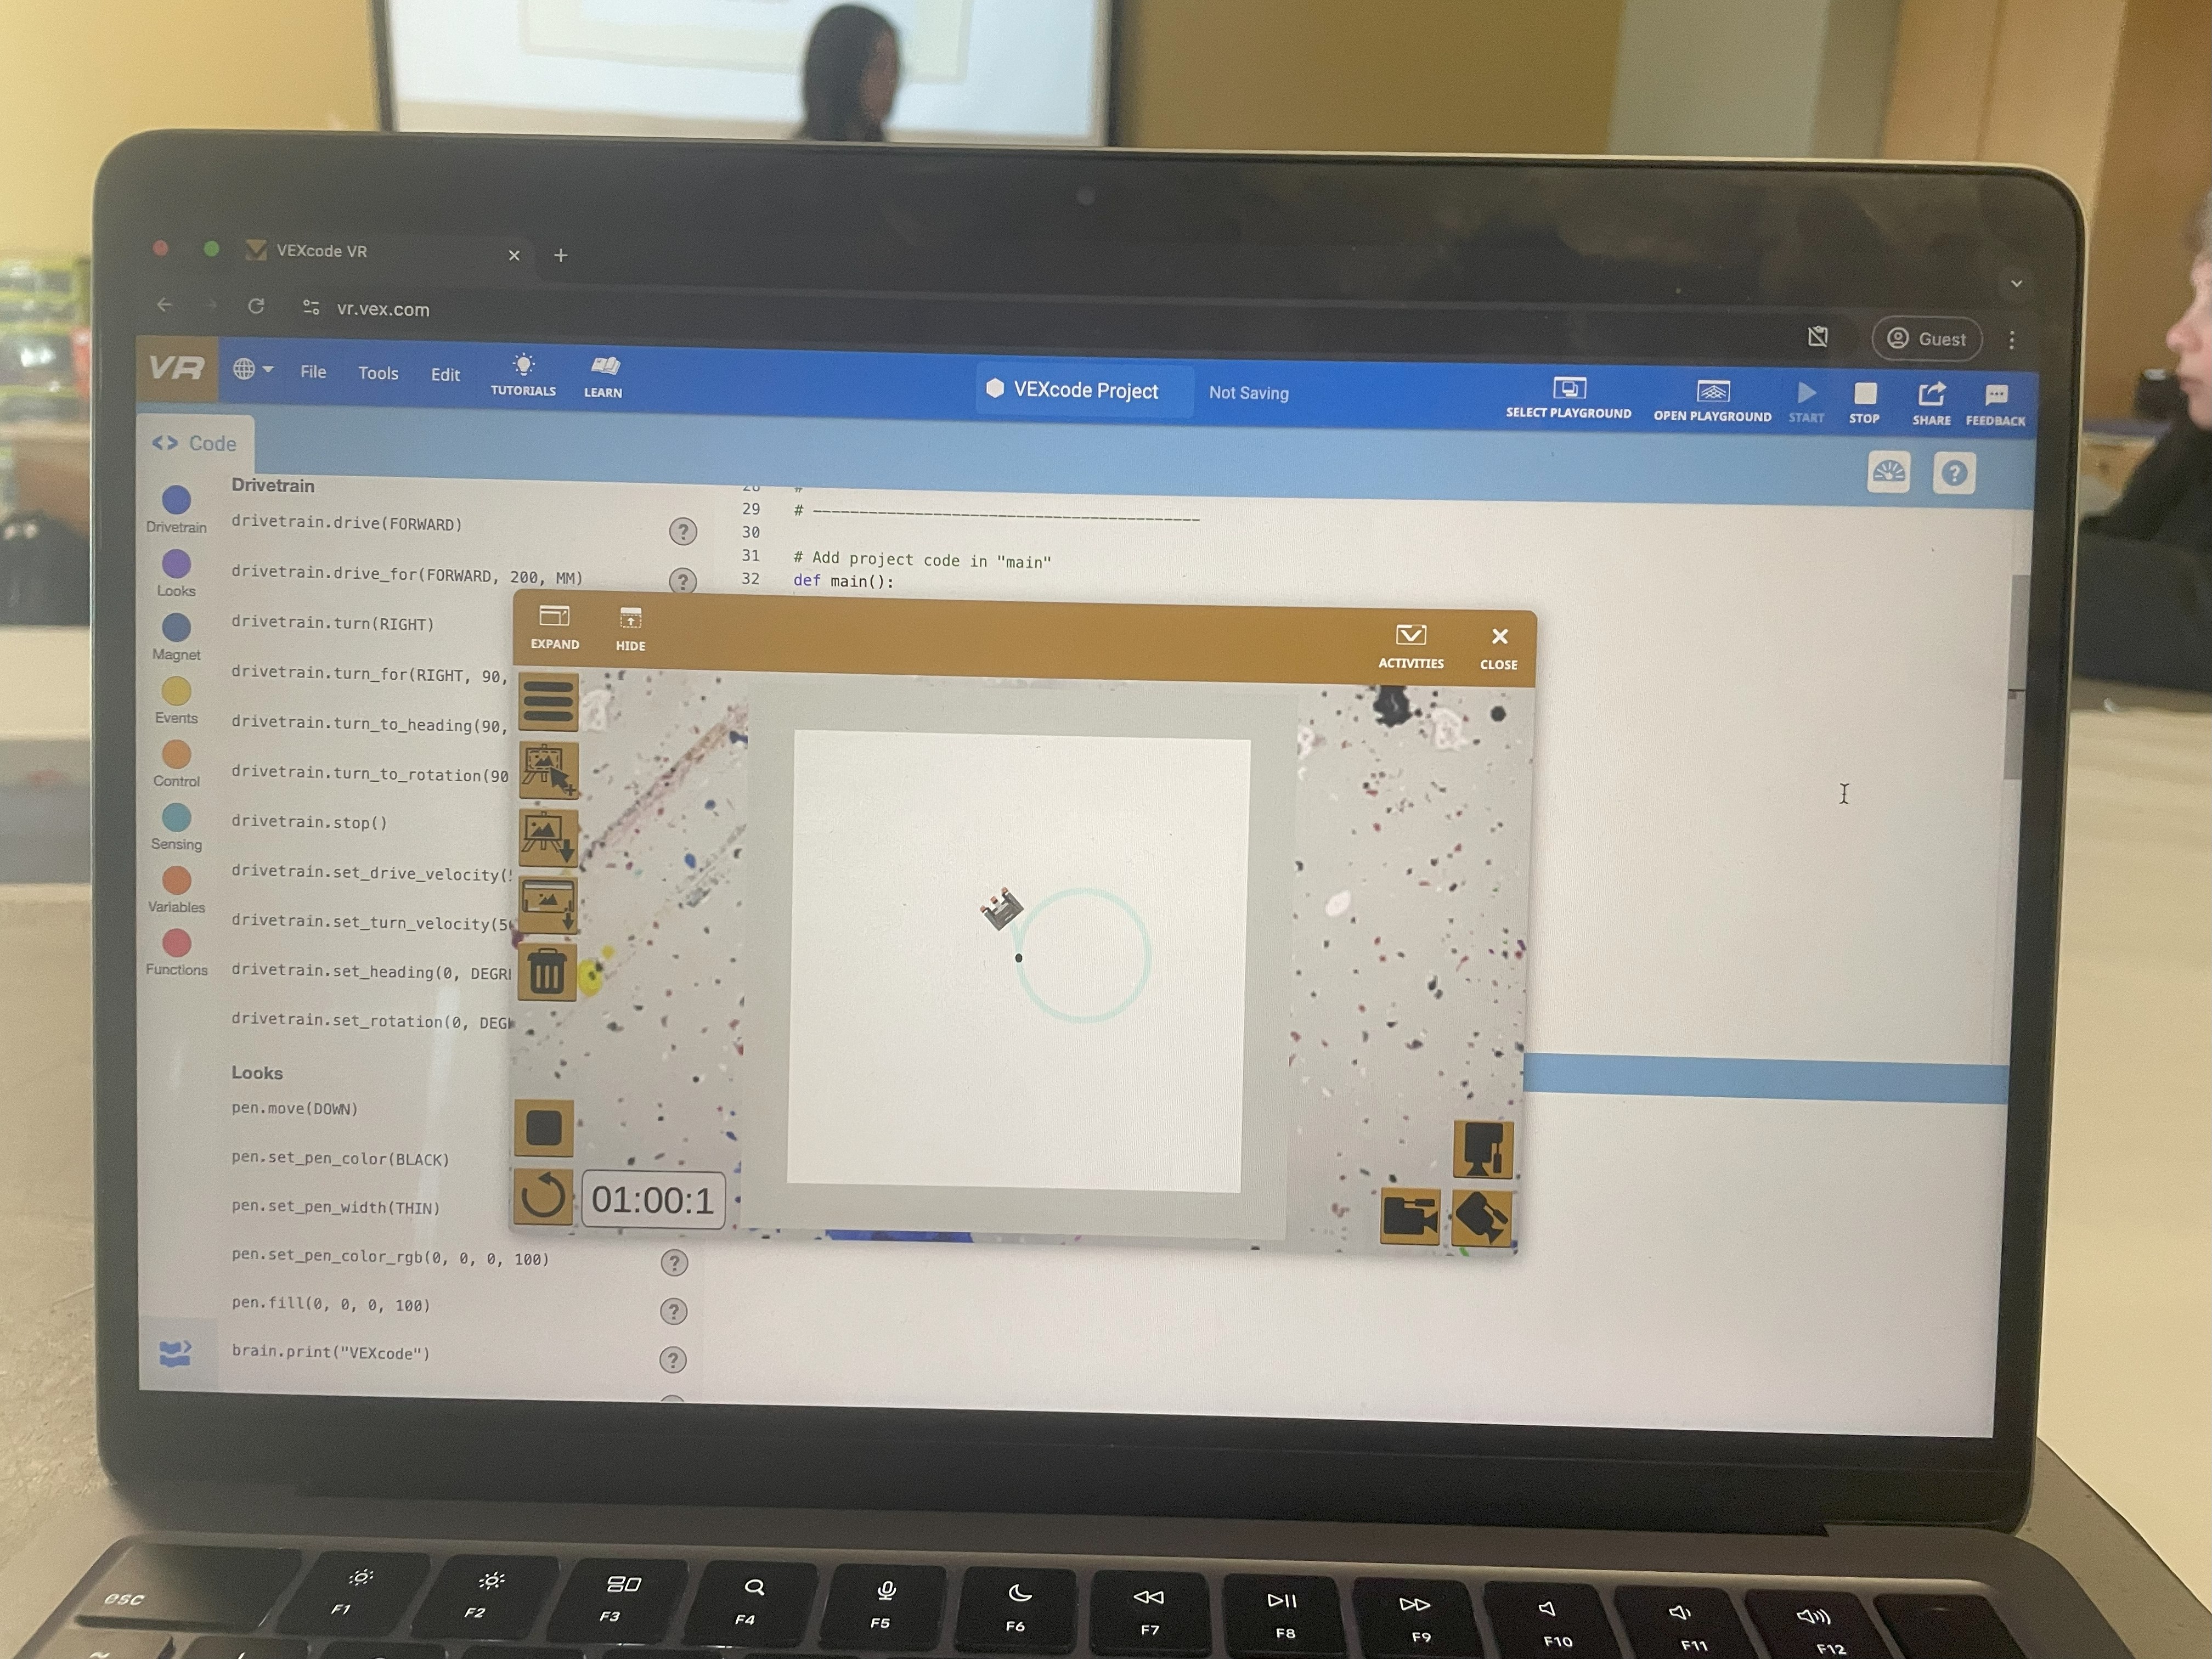 VEXcode VR
vr.vex.com
Guest
VR
File
Tools
Edit
TUTORIALS
LEARN
VEXcode Project
Not Saving
SELECT PLAYGROUND
OPEN PLAYGROUND
START
STOP
SHARE
FEEDBACK
<> Code
Drivetrain
Looks
Magnet
Events
Control
Sensing
Variables
Functions
Drivetrain
drivetrain.drive(FORWARD)
drivetrain.drive_for(FORWARD, 200, MM)
drivetrain.turn(RIGHT)
drivetrain.turn_for(RIGHT, 90,
drivetrain.turn_to_heading(90,
drivetrain.turn_to_rotation(90
drivetrain.stop()
drivetrain.set_drive_velocity(
drivetrain.set_turn_velocity(5
drivetrain.set_heading(0, DEGR
drivetrain.set_rotation(0, DEG
Looks
pen.move(DOWN)
pen.set_pen_color(BLACK)
pen.set_pen_width(THIN)
pen.set_pen_color_rgb(0, 0, 0, 100)
pen.fill(0, 0, 0, 100)
brain.print("VEXcode")
28 #
29 # ------------------------------------------
30
31 # Add project code in "main"
32 def main():
EXPAND
HIDE
ACTIVITIES
CLOSE
01:00:1
esc
F1
F2
F3
F4
F5
F6
F7
F8
F9
F10
F11
F12